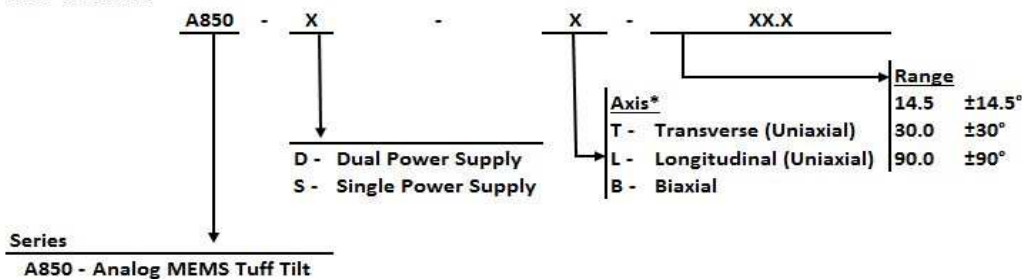 A850 - X - X - XX.X
Range
Axis* 14.5 ±14.5°
T - Transverse (Uniaxial) 30.0 ±30°
D - Dual Power Supply L - Longitudinal (Uniaxial) 90.0 ±90°
S - Single Power Supply B - Biaxial
Series
A850 - Analog MEMS Tuff Tilt